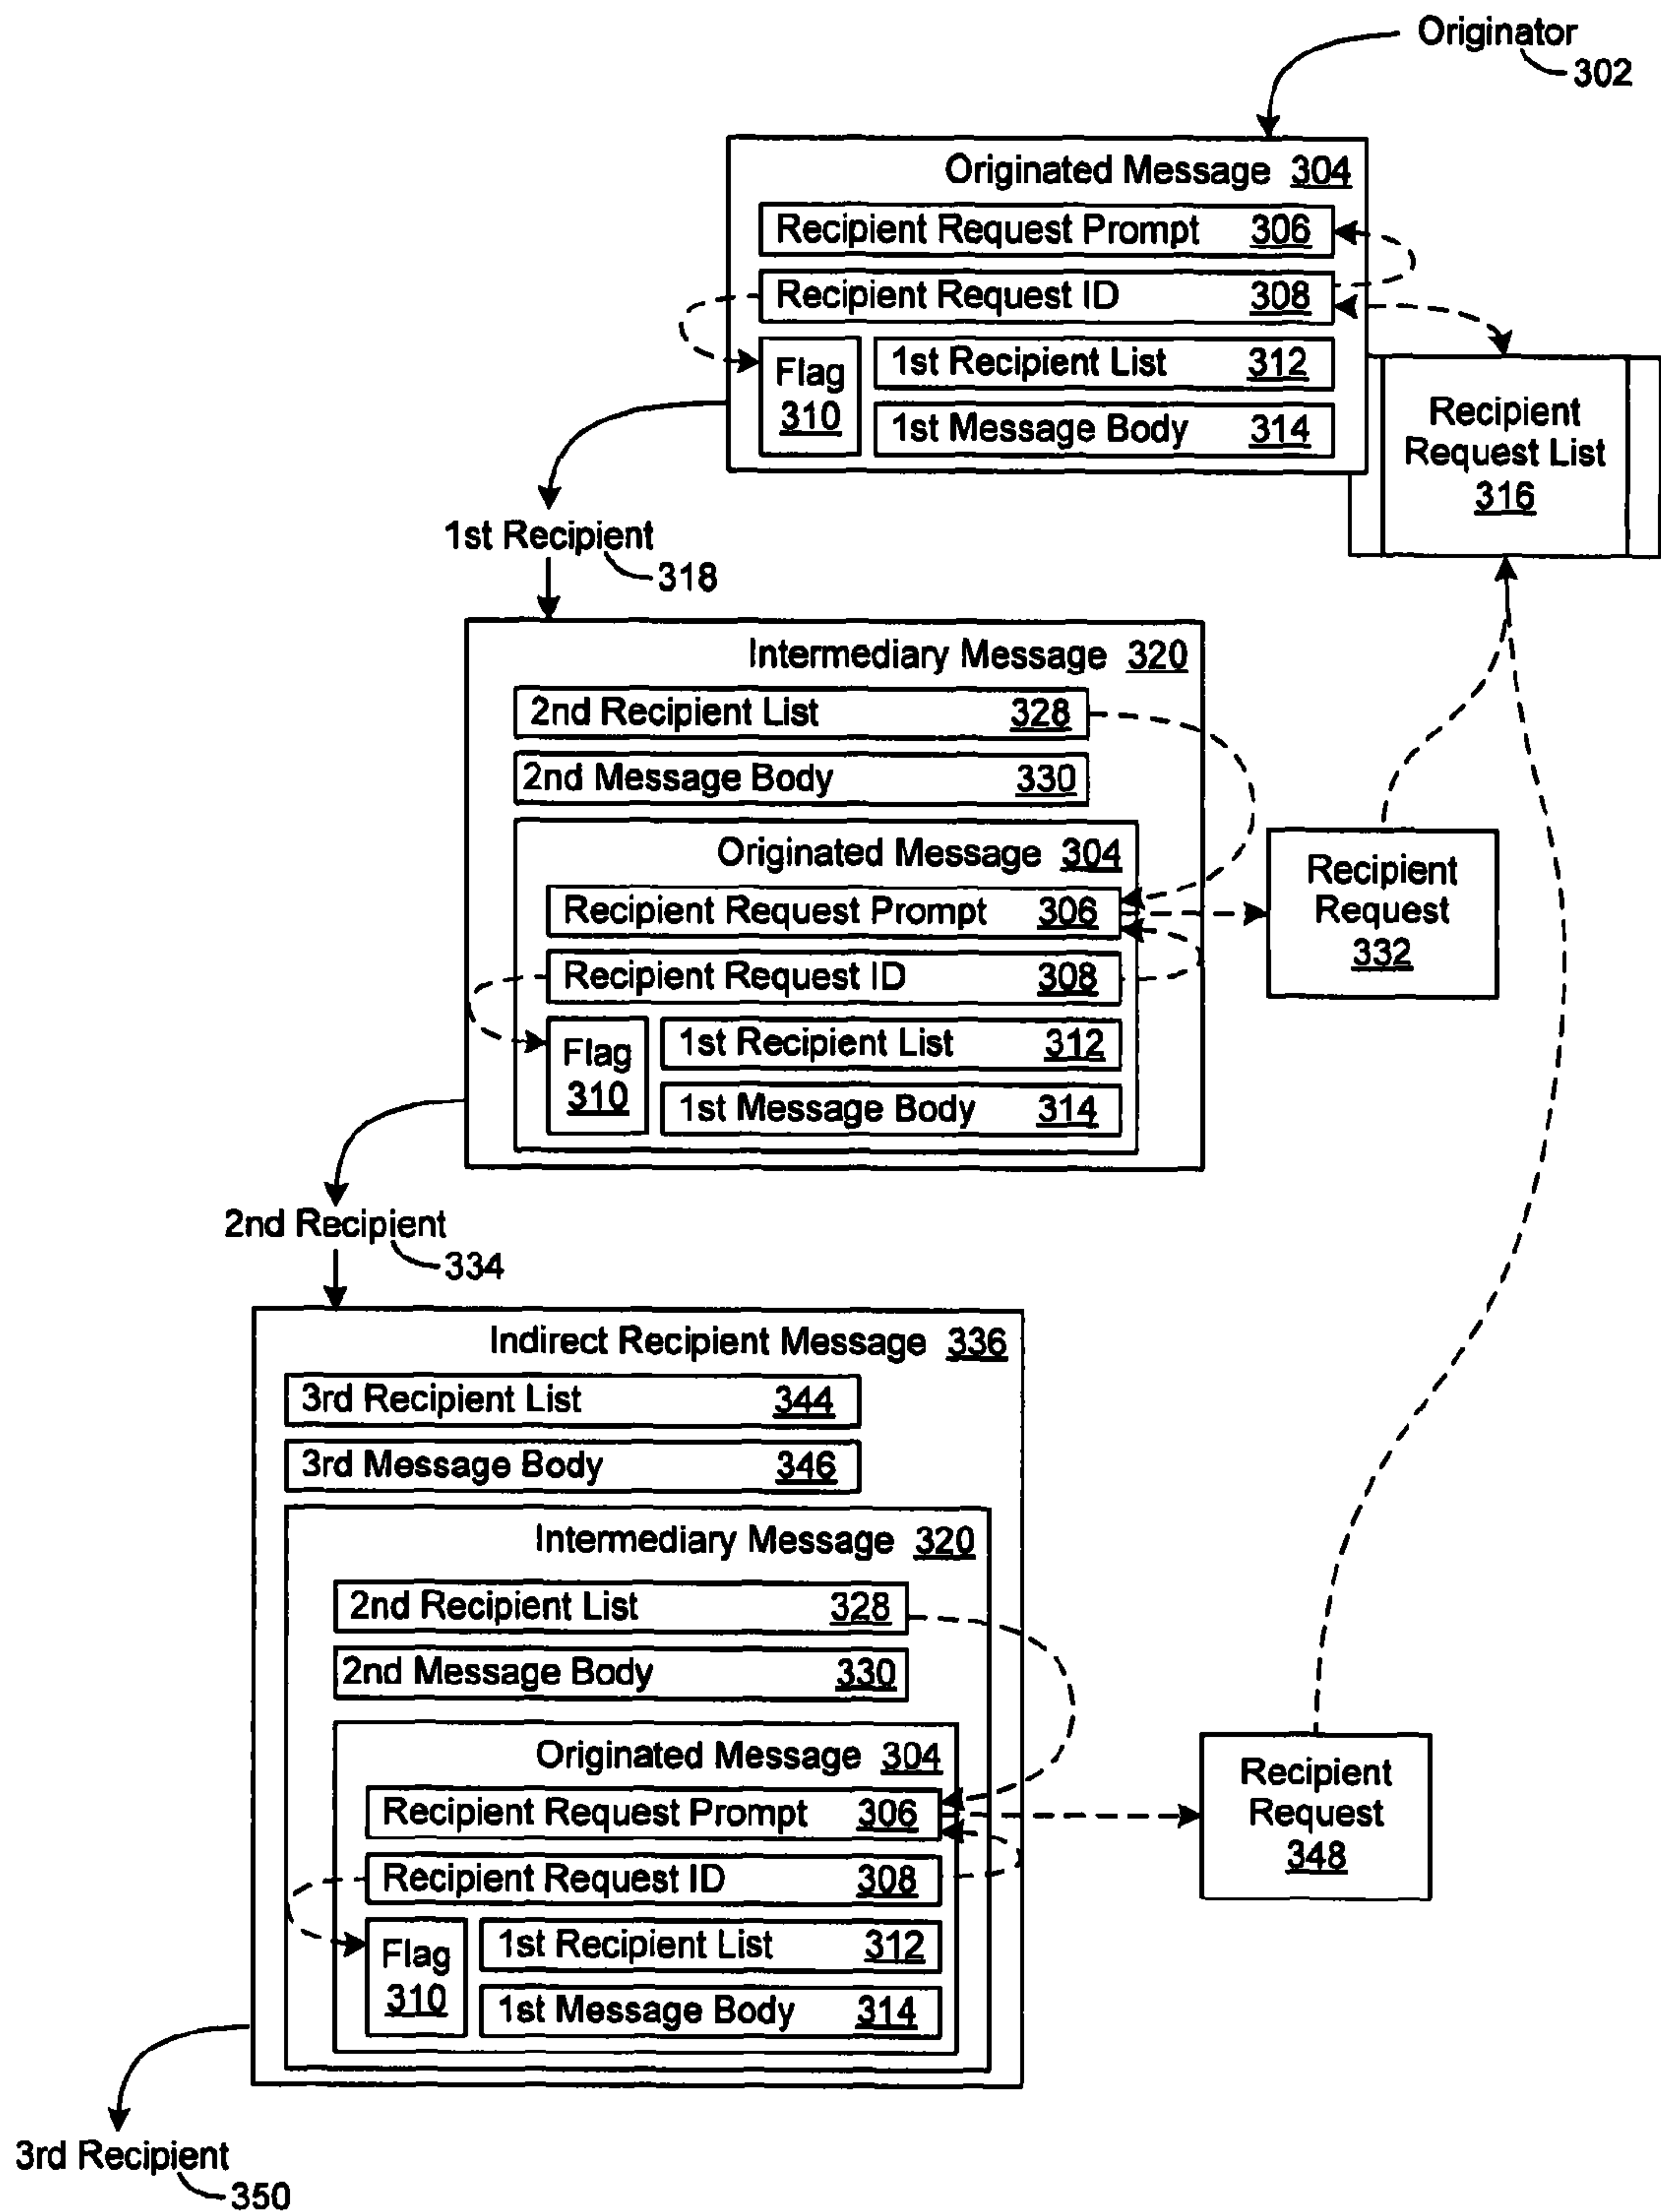 Originator
302
Originated Message 304
Recipient Request Prompt 306
Recipient Request ID 308
Flag
310
1st Recipient List 312
1st Message Body 314
Recipient
Request List
316
1st Recipient
318
Intermediary Message 320
2nd Recipient List 328
2nd Message Body 330
Originated Message 304
Recipient Request Prompt 306
Recipient Request ID 308
Flag
310
1st Recipient List 312
1st Message Body 314
Recipient
Request
332
2nd Recipient
334
Indirect Recipient Message 336
3rd Recipient List 344
3rd Message Body 346
Intermediary Message 320
2nd Recipient List 328
2nd Message Body 330
Originated Message 304
Recipient Request Prompt 306
Recipient Request ID 308
Flag
310
1st Recipient List 312
1st Message Body 314
Recipient
Request
348
3rd Recipient
350